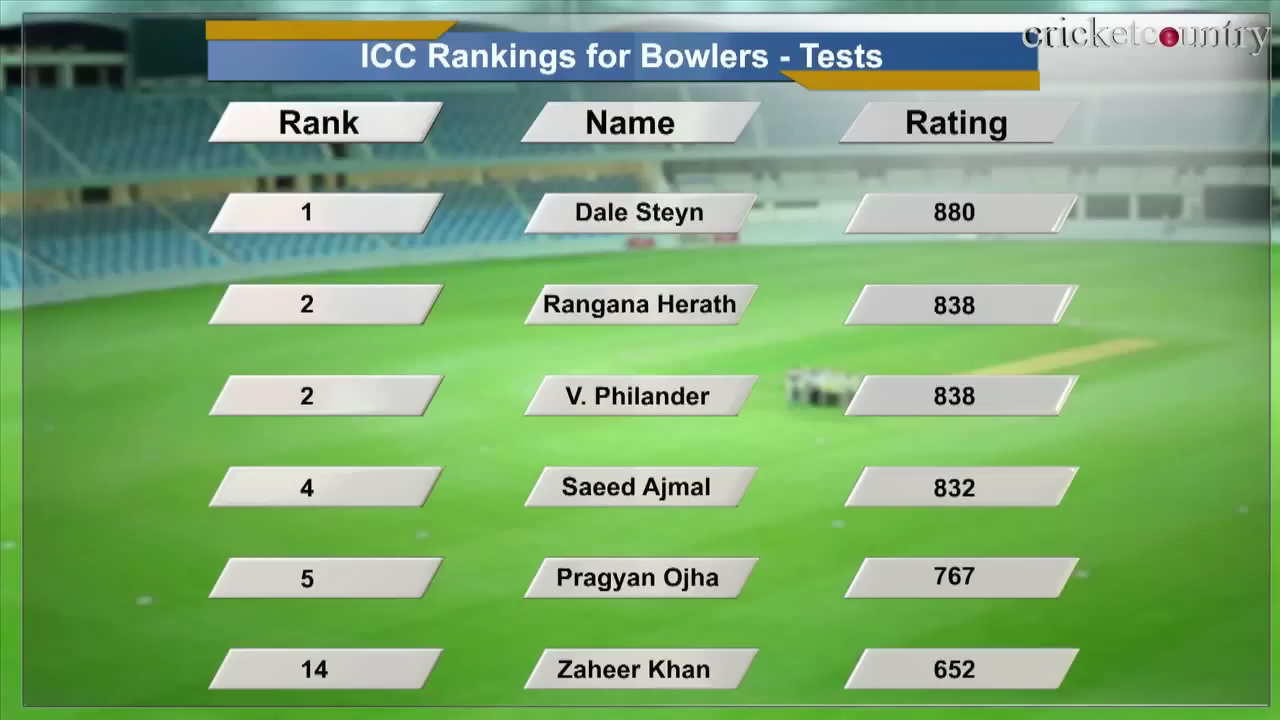 cricketcountry
ICC Rankings for Bowlers - Tests
Rank Name Rating
1 Dale Steyn 880
2 Rangana Herath 838
2 V. Philander 838
4 Saeed Ajmal 832
5 Pragyan Ojha 767
14 Zaheer Khan 652